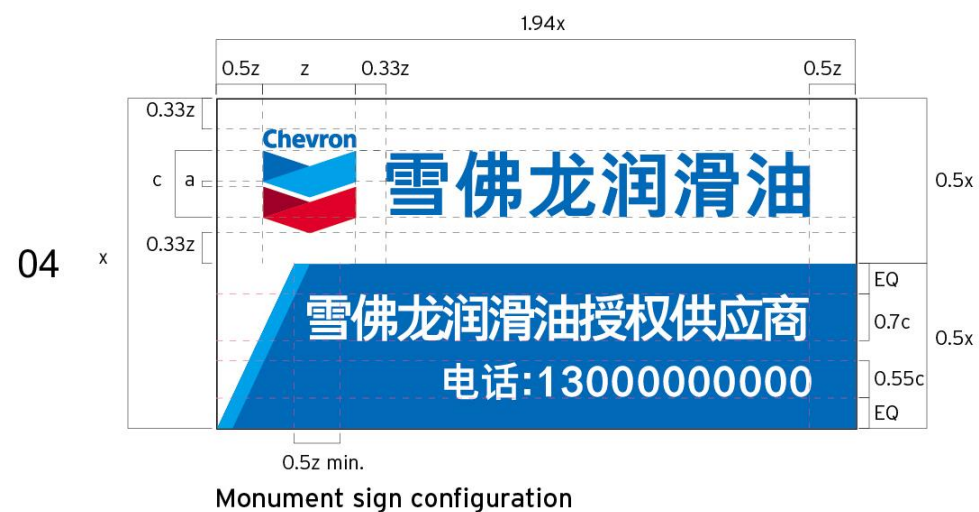 1.94x
0.5z z 0.33z 0.5z
0.33z
Chevron
c a 雪佛龙润滑油 0.5x
0.33z
04 x
EQ
雪佛龙润滑油授权供应商 0.7c
0.5x
电话:13000000000 0.55c
EQ
0.5z min.
Monument sign configuration